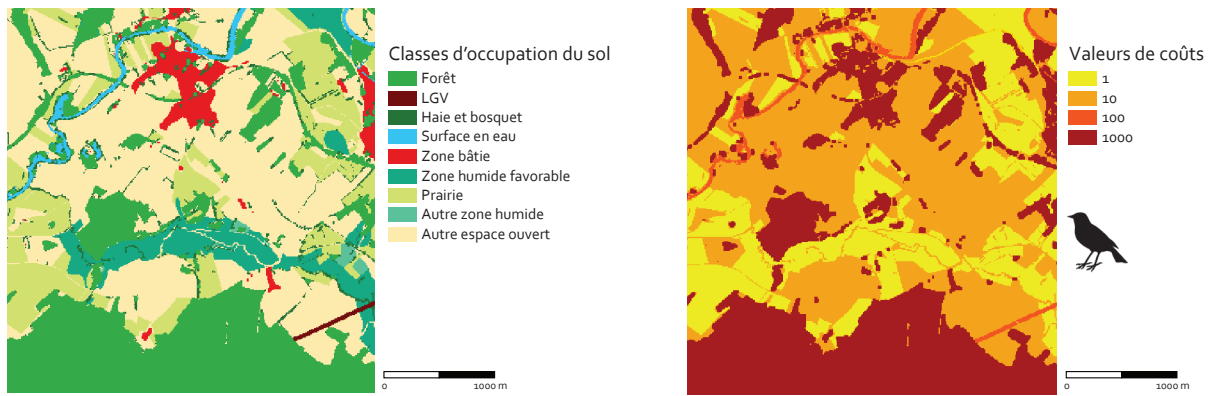 Classes d'occupation du sol
Forêt
LGV
Haie et bosquet
Surface en eau
Zone bâtie
Zone humide favorable
Prairie
Autre zone humide
Autre espace ouvert
0 1000 m
Valeurs de coûts
1
10
100
1000
0 1000 m